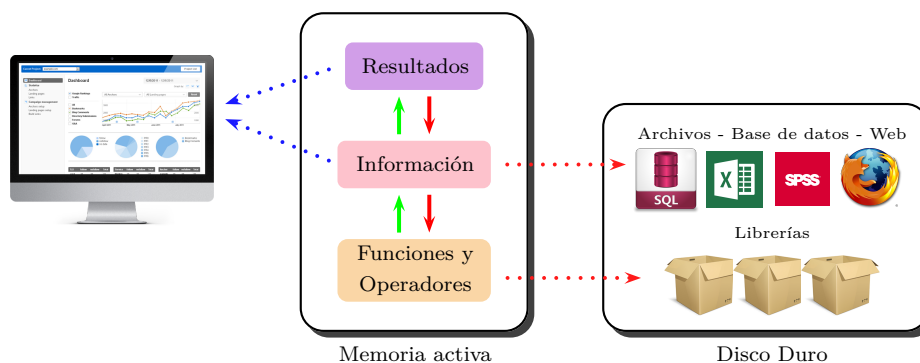 Resultados
Información
Funciones y
Operadores
Memoria activa
Archivos - Base de datos - Web
SQL
X
SPSS
Librerías
Disco Duro
Dashboard